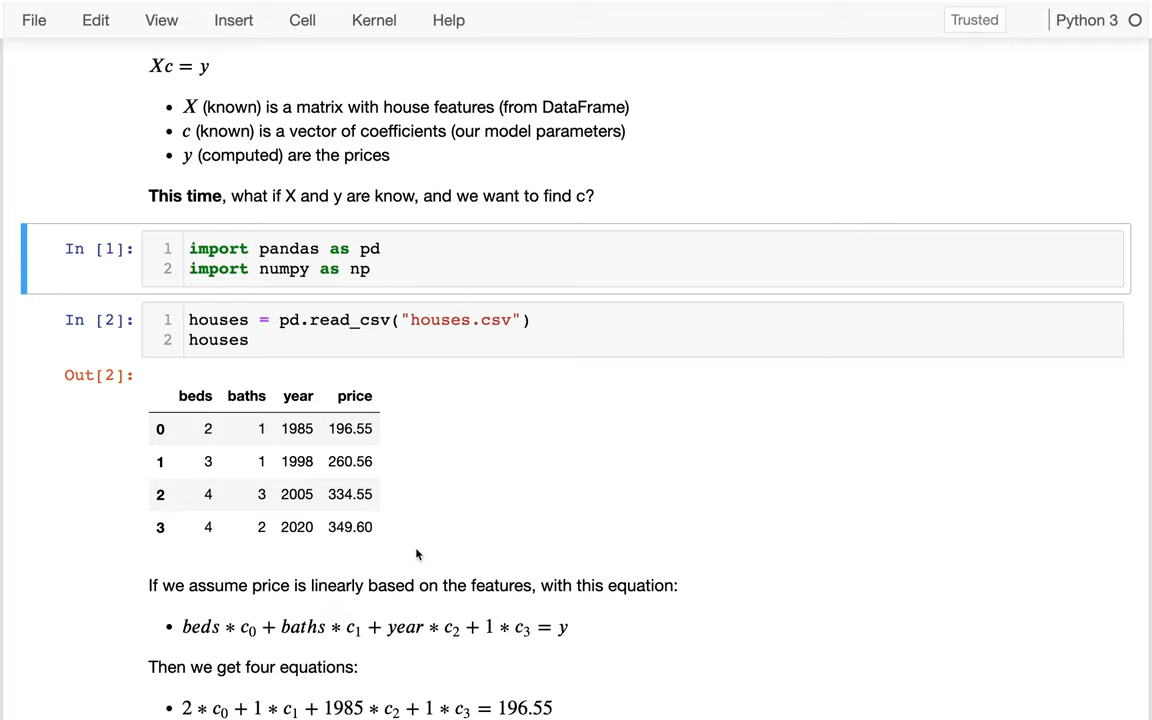 File Edit View Insert Cell Kernel Help Trusted Python 3
Xc = y
• X (known) is a matrix with house features (from DataFrame)
• c (known) is a vector of coefficients (our model parameters)
• y (computed) are the prices
This time, what if X and y are know, and we want to find c?
In [1]: 1 import pandas as pd
2 import numpy as np
In [2]: 1 houses = pd.read_csv("houses.csv")
2 houses
Out[2]:
beds baths year price
0 2 1 1985 196.55
1 3 1 1998 260.56
2 4 3 2005 334.55
3 4 2 2020 349.60
If we assume price is linearly based on the features, with this equation:
• beds ∗ c₀ + baths ∗ c₁ + year ∗ c₂ + 1 ∗ c₃ = y
Then we get four equations:
• 2 ∗ c₀ + 1 ∗ c₁ + 1985 ∗ c₂ + 1 ∗ c₃ = 196.55